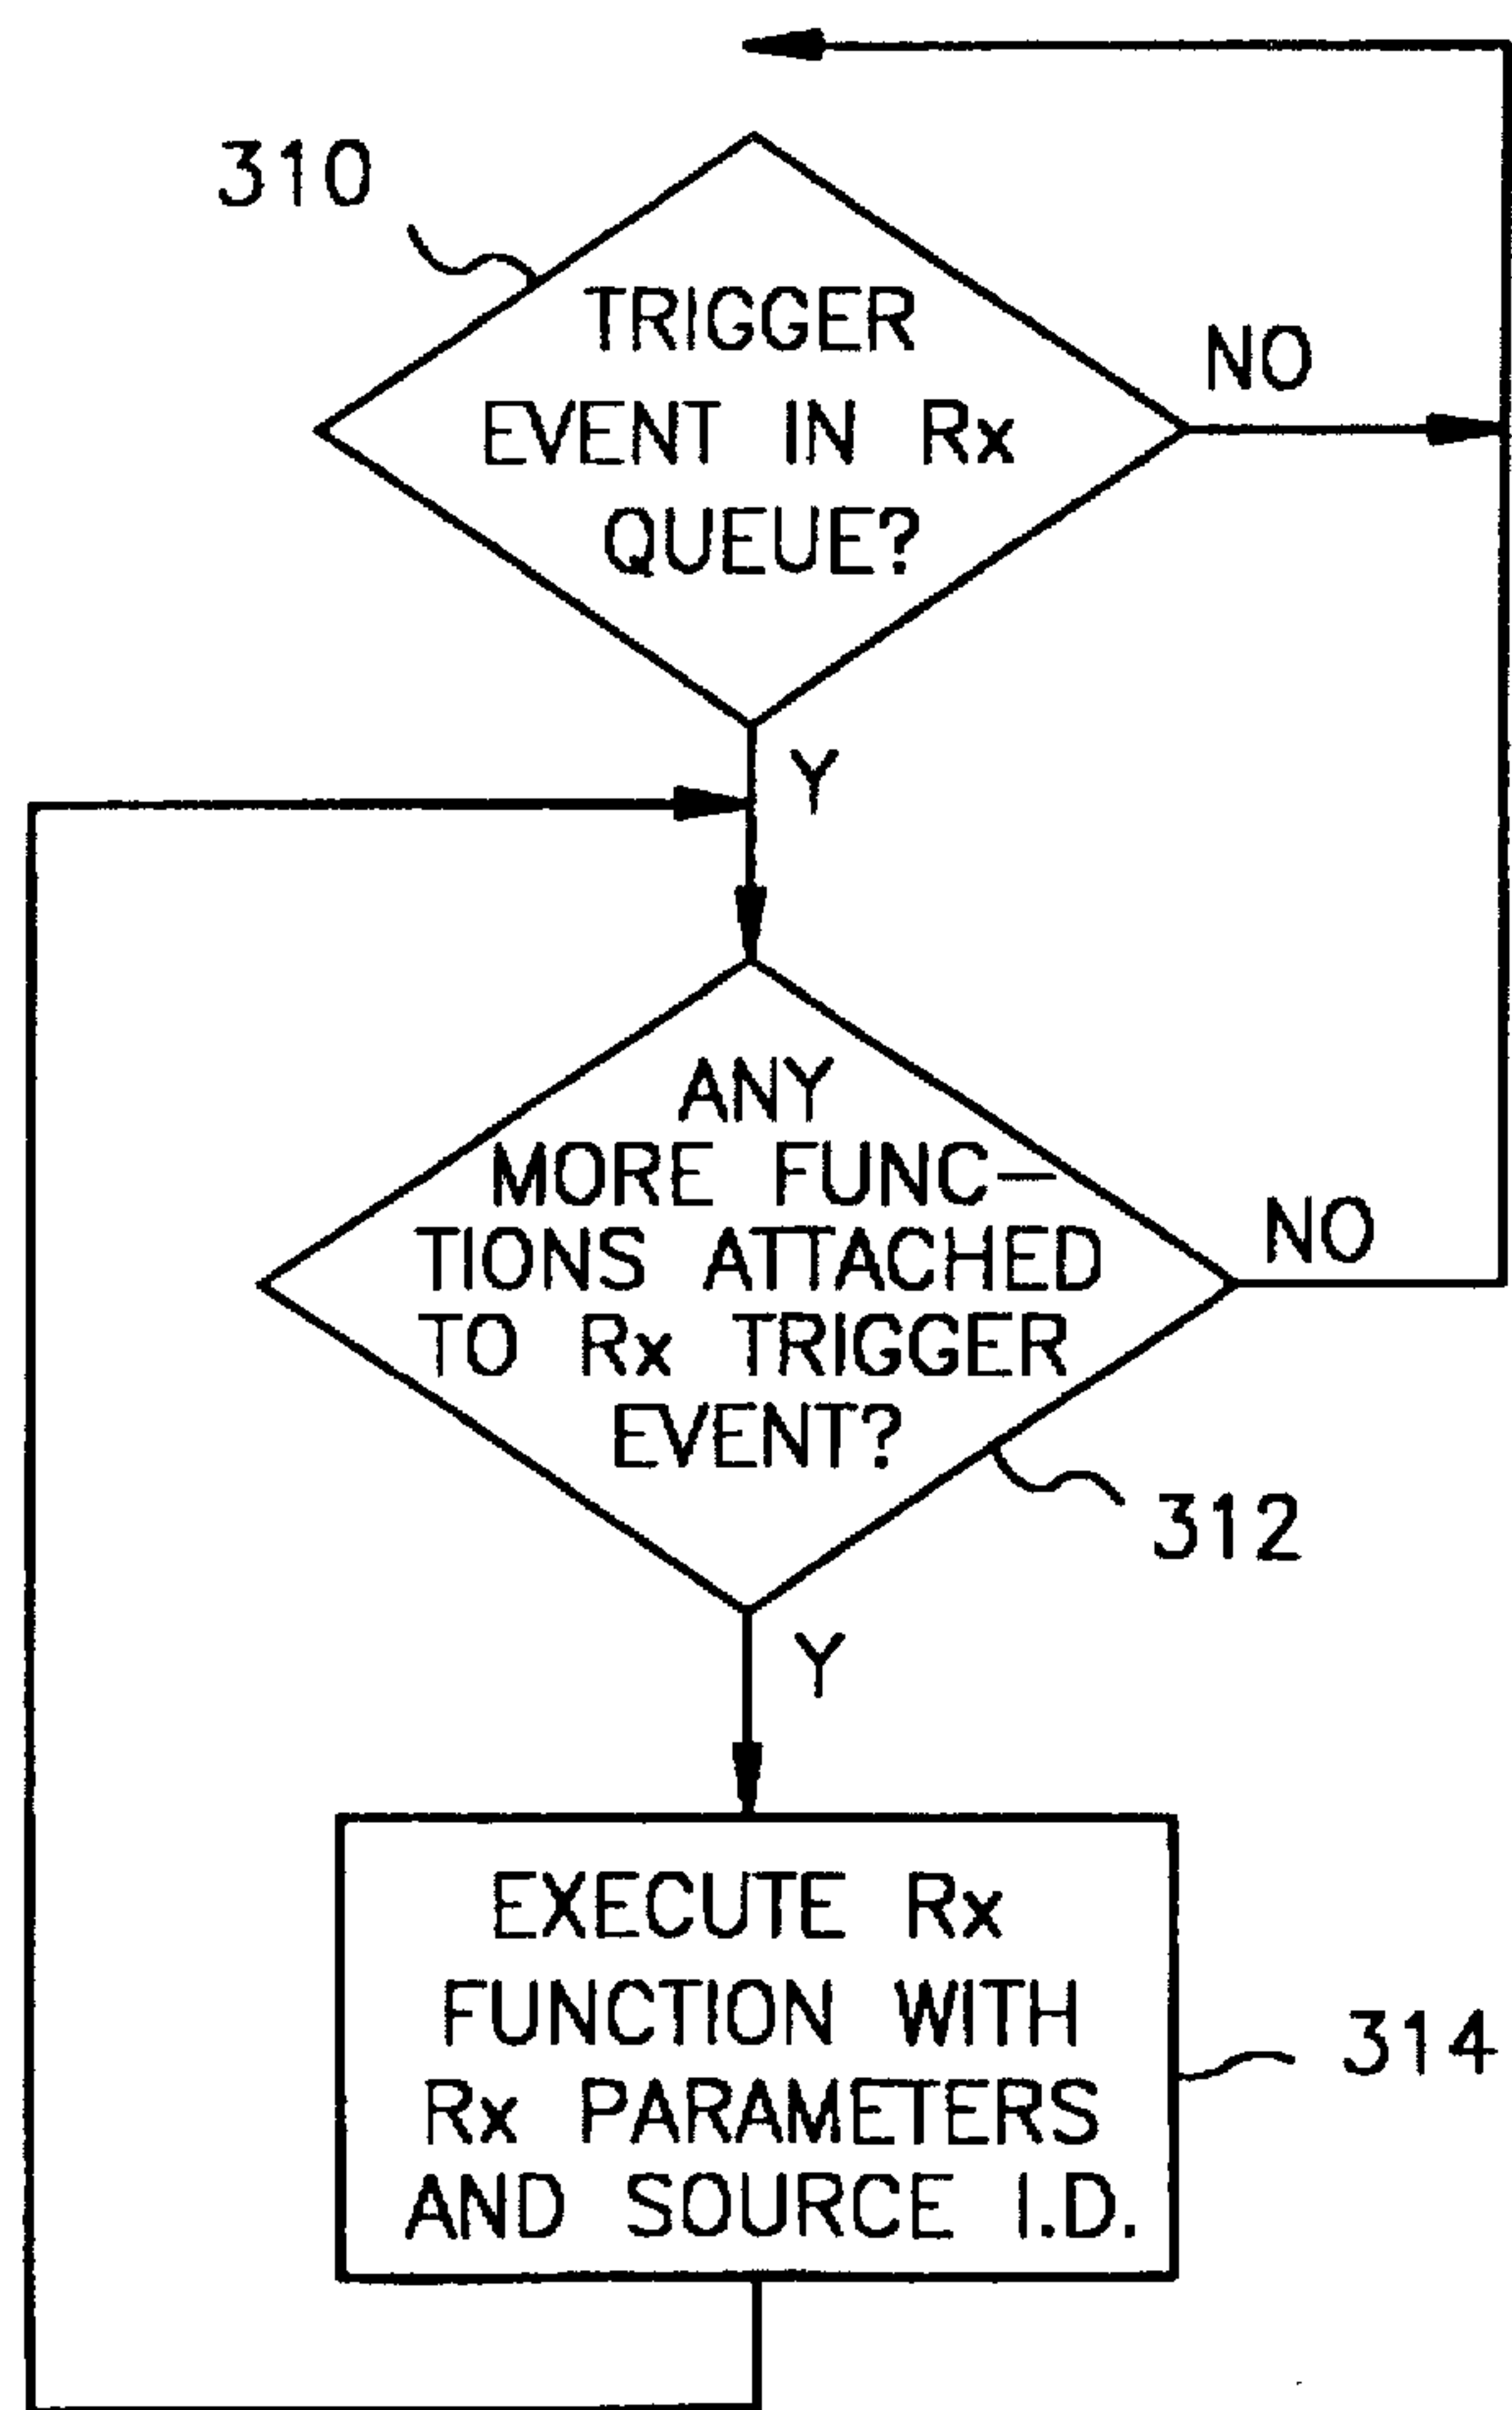 310
TRIGGER
EVENT IN Rx
QUEUE?
NO
Y
ANY
MORE FUNC-
TIONS ATTACHED
TO Rx TRIGGER
EVENT?
NO
312
Y
EXECUTE Rx
FUNCTION WITH
Rx PARAMETERS
AND SOURCE I.D.
314